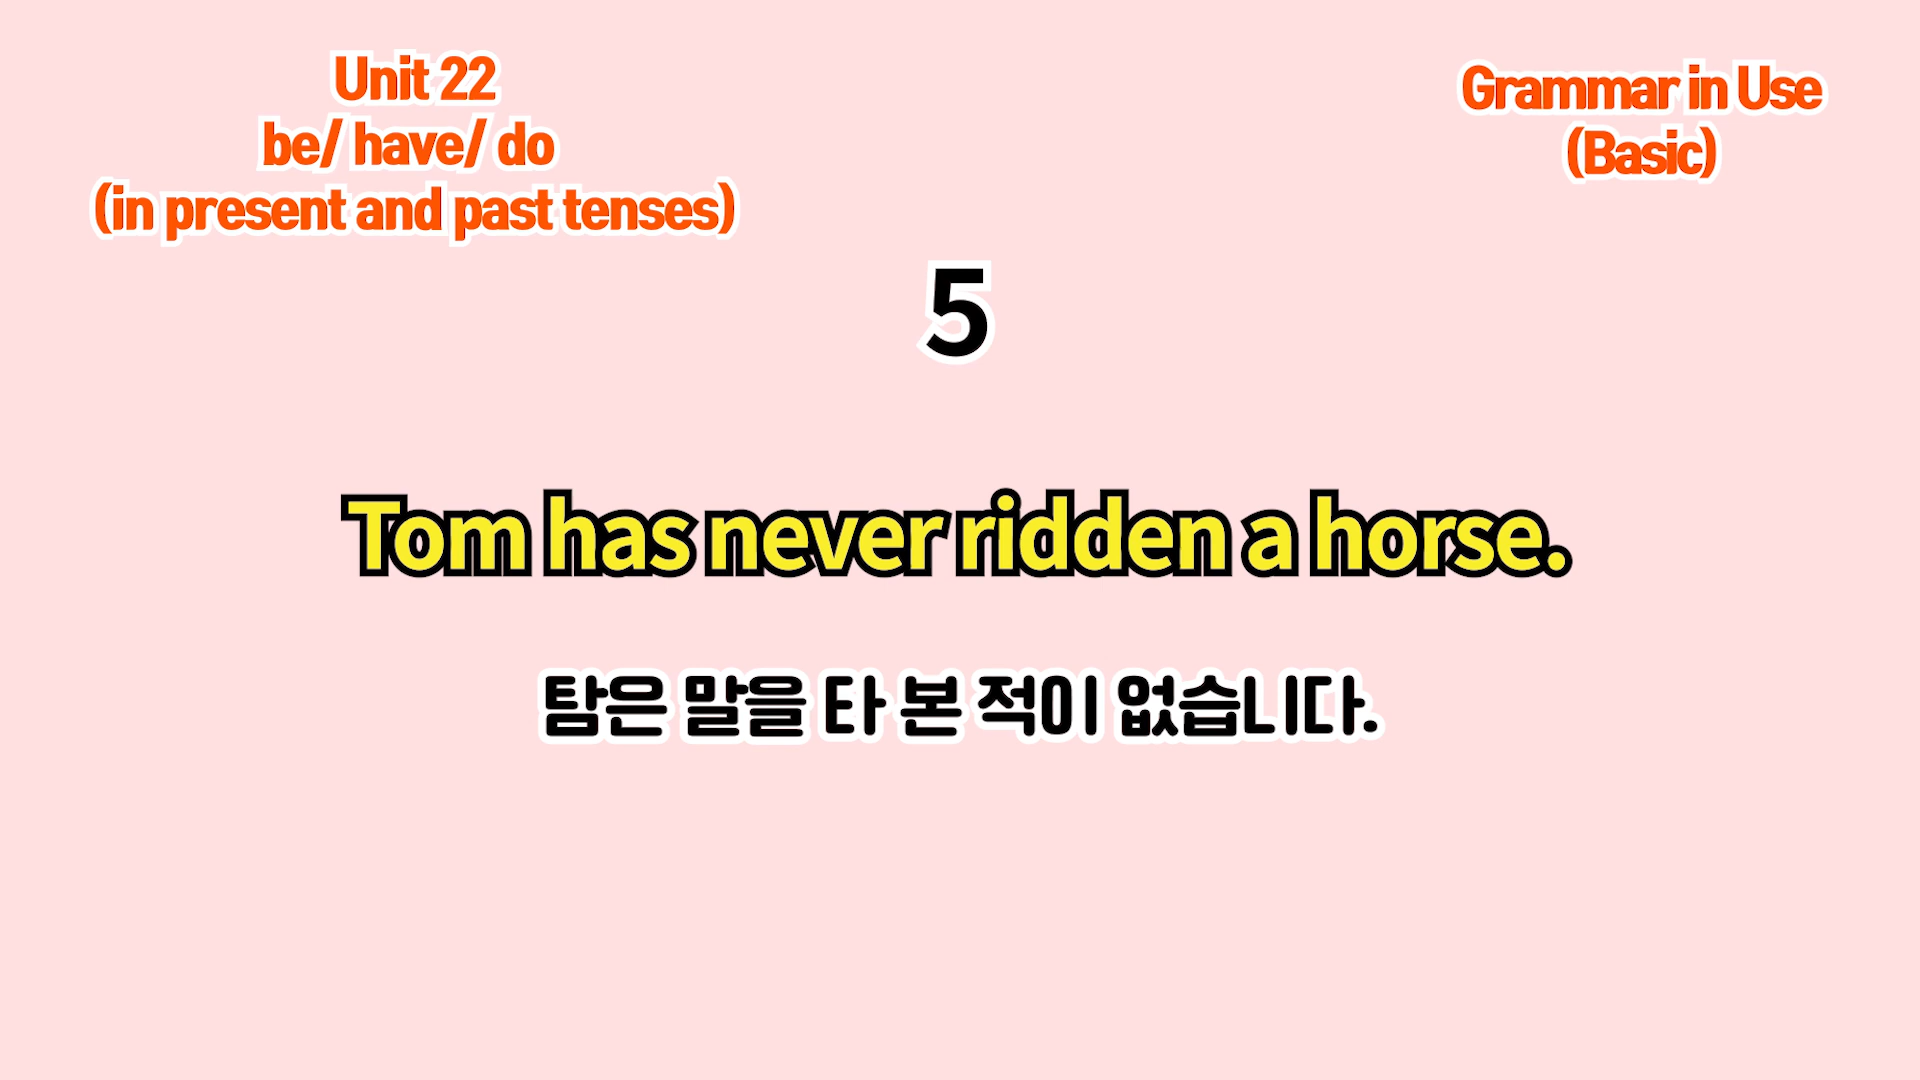 Unit 22
be/ have/ do
(in present and past tenses)
Grammar in Use
(Basic)
5
Tom has never ridden a horse.
탐은 말을 타 본 적이 없습니다.